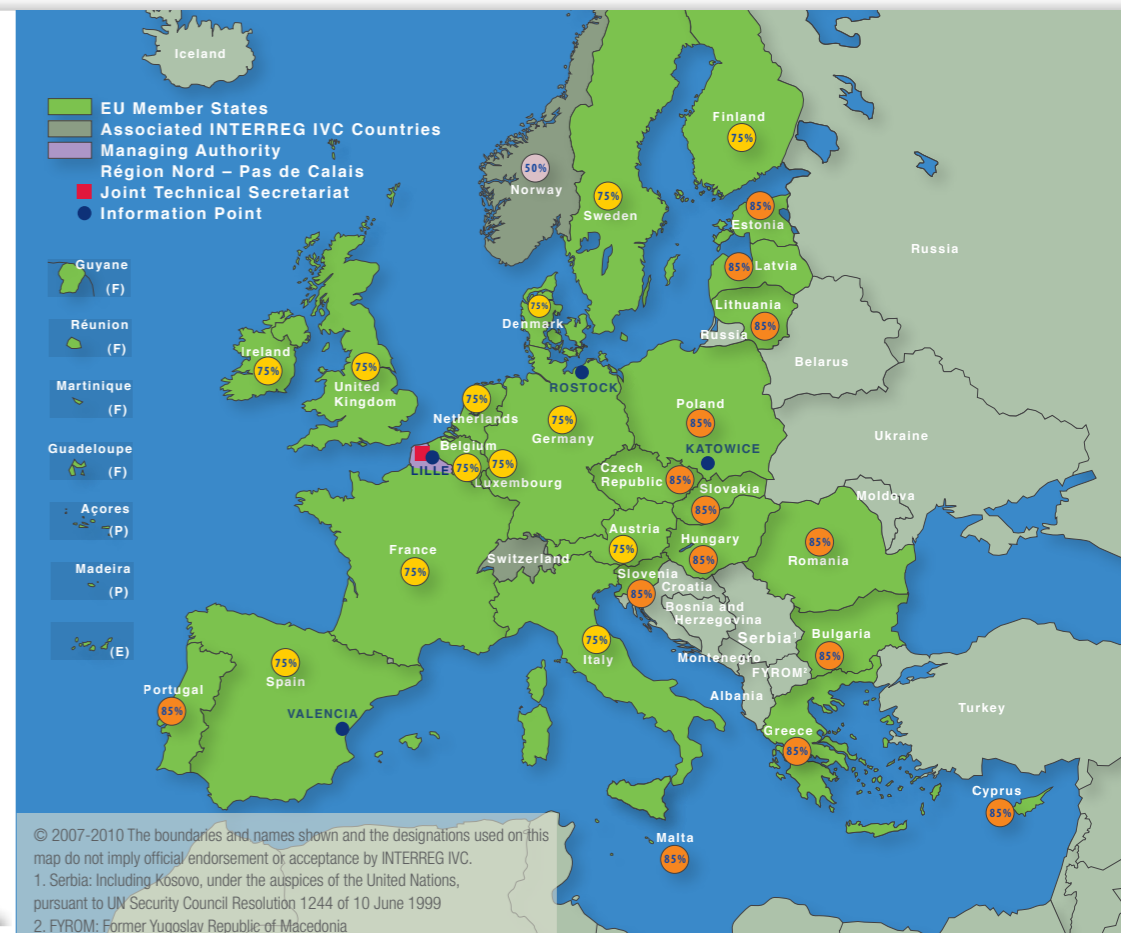 Iceland
EU Member States
Associated INTERREG IVC Countries
Managing Authority
Région Nord – Pas de Calais
Joint Technical Secretariat
Information Point
Guyane
(F)
Réunion
(F)
Martinique
(F)
Guadeloupe
(F)
Açores
(P)
Madeira
(P)
(E)
Finland
75%
50%
Norway
75%
Sweden
85%
Estonia
85%
Latvia
Lithuania
85%
Russia
Russia
Belarus
Ukraine
Moldova
75%
Denmark
ROSTOCK
Ireland
75%
75%
United
Kingdom
75%
Netherlands
75%
Germany
Belgium
75%
75%
Luxembourg
LILLE
Poland
85%
KATOWICE
Czech
Republic
85%
Slovakia
85%
Austria
75%
Hungary
85%
85%
Romania
France
75%
Switzerland
Slovenia
85%
Croatia
Bosnia and
Herzegovina
Serbia¹
Montenegro
FYROM²
Albania
Bulgaria
85%
75%
Italy
75%
Spain
Portugal
85%
VALENCIA
Greece
85%
Turkey
Cyprus
85%
Malta
85%
© 2007-2010 The boundaries and names shown and the designations used on this
map do not imply official endorsement or acceptance by INTERREG IVC.
1. Serbia: Including Kosovo, under the auspices of the United Nations,
pursuant to UN Security Council Resolution 1244 of 10 June 1999
2. FYROM: Former Yugoslav Republic of Macedonia